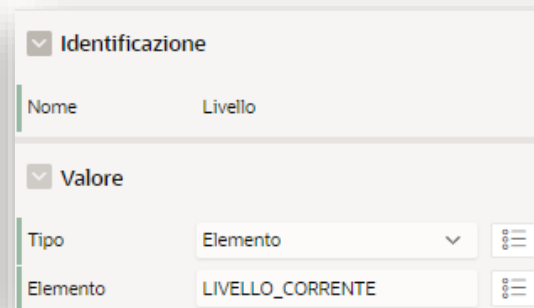 Identificazione
Nome Livello
Valore
Tipo Elemento
Elemento LIVELLO_CORRENTE